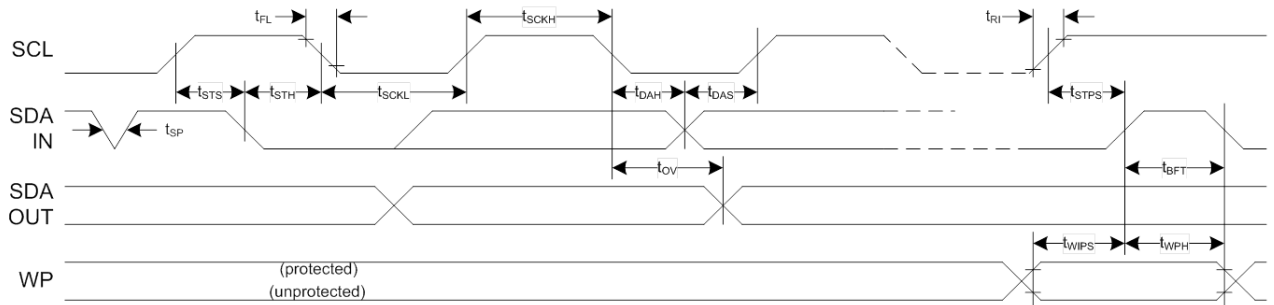 tFL tSCKH tRI
SCL
tSTS tSTH tSCKL tDAH tDAS tSTPS
SDA
IN
tSP
tOV tBFT
SDA
OUT
tWIPS tWPH
WP
(protected)
(unprotected)